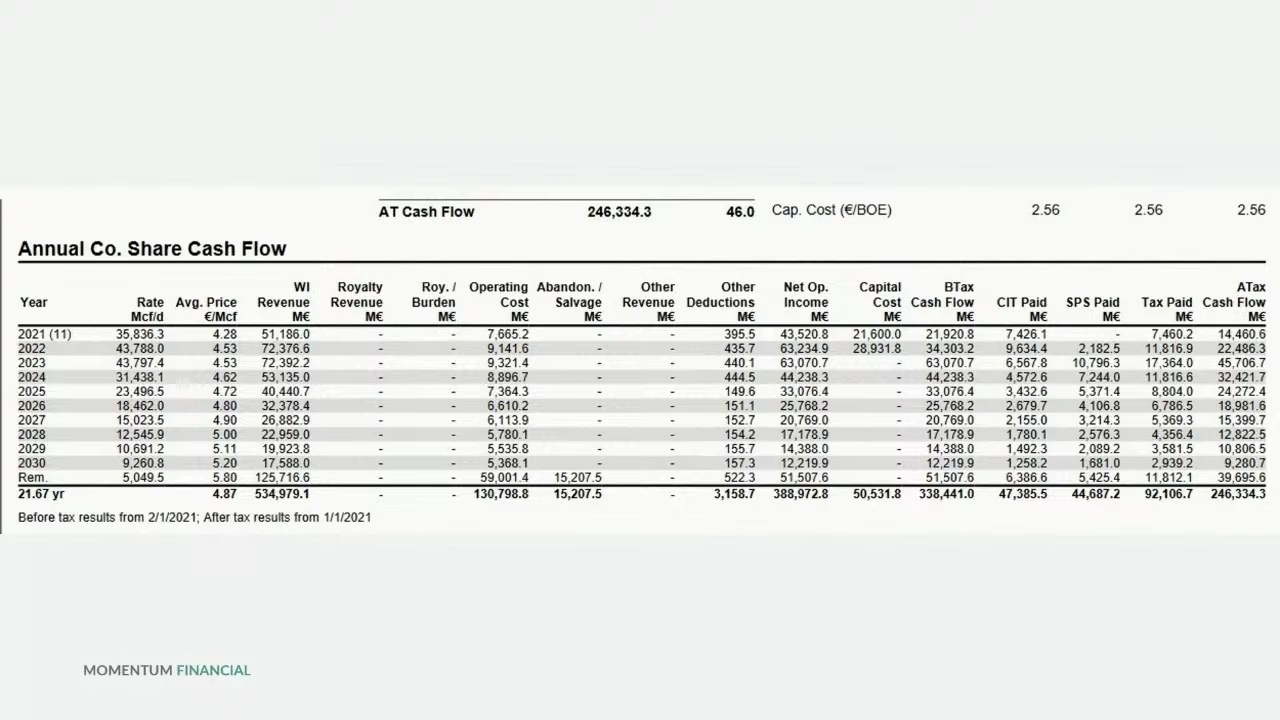 AT Cash Flow 246,334.3 46.0 Cap. Cost (€/BOE) 2.56 2.56 2.56
Annual Co. Share Cash Flow
WI Royalty Roy. / Operating Abandon. / Other Other Net Op. Capital BTax ATax
Year Rate Avg. Price Revenue Revenue Burden Cost Salvage Revenue Deductions Income Cost Cash Flow CIT Paid SPS Paid Tax Paid Cash Flow
Mcf/d €/Mcf M€ M€ M€ M€ M€ M€ M€ M€ M€ M€ M€ M€ M€ M€
2021 (11) 35,836.3 4.28 51,186.0 - - 7,665.2 - - 395.5 43,520.8 21,600.0 21,920.8 7,426.1 - 7,460.2 14,460.6
2022 43,788.0 4.53 72,376.6 - - 9,141.6 - - 435.7 63,234.9 28,931.8 34,303.2 9,634.4 2,182.5 11,816.9 22,486.3
2023 43,797.4 4.53 72,392.2 - - 9,321.4 - - 440.1 63,070.7 - 63,070.7 6,567.8 10,796.3 17,364.0 45,706.7
2024 31,438.1 4.62 53,135.0 - - 8,896.7 - - 444.5 44,238.3 - 44,238.3 4,572.6 7,244.0 11,816.6 32,421.7
2025 23,496.5 4.72 40,440.7 - - 7,364.3 - - 149.6 33,076.4 - 33,076.4 3,432.6 5,371.4 8,804.0 24,272.4
2026 18,462.0 4.80 32,378.4 - - 6,610.2 - - 151.1 25,768.2 - 25,768.2 2,679.7 4,106.8 6,786.5 18,981.6
2027 15,023.5 4.90 26,882.9 - - 6,113.9 - - 152.7 20,769.0 - 20,769.0 2,155.0 3,214.3 5,369.3 15,399.7
2028 12,545.9 5.00 22,959.0 - - 5,780.1 - - 154.2 17,178.9 - 17,178.9 1,780.1 2,576.3 4,356.4 12,822.5
2029 10,691.2 5.11 19,923.8 - - 5,535.8 - - 155.7 14,388.0 - 14,388.0 1,492.3 2,089.2 3,581.5 10,806.5
2030 9,260.8 5.20 17,588.0 - - 5,368.1 - - 157.3 12,219.9 - 12,219.9 1,258.2 1,681.0 2,939.2 9,280.7
Rem. 5,049.5 5.80 125,716.6 - - 59,001.4 15,207.5 - 522.3 51,507.6 - 51,507.6 6,386.6 5,425.4 11,812.1 39,695.6
21.67 yr 4.87 534,979.1 - - 130,798.8 15,207.5 - 3,158.7 388,972.8 50,531.8 338,441.0 47,385.5 44,687.2 92,106.7 246,334.3
Before tax results from 2/1/2021; After tax results from 1/1/2021
MOMENTUM FINANCIAL